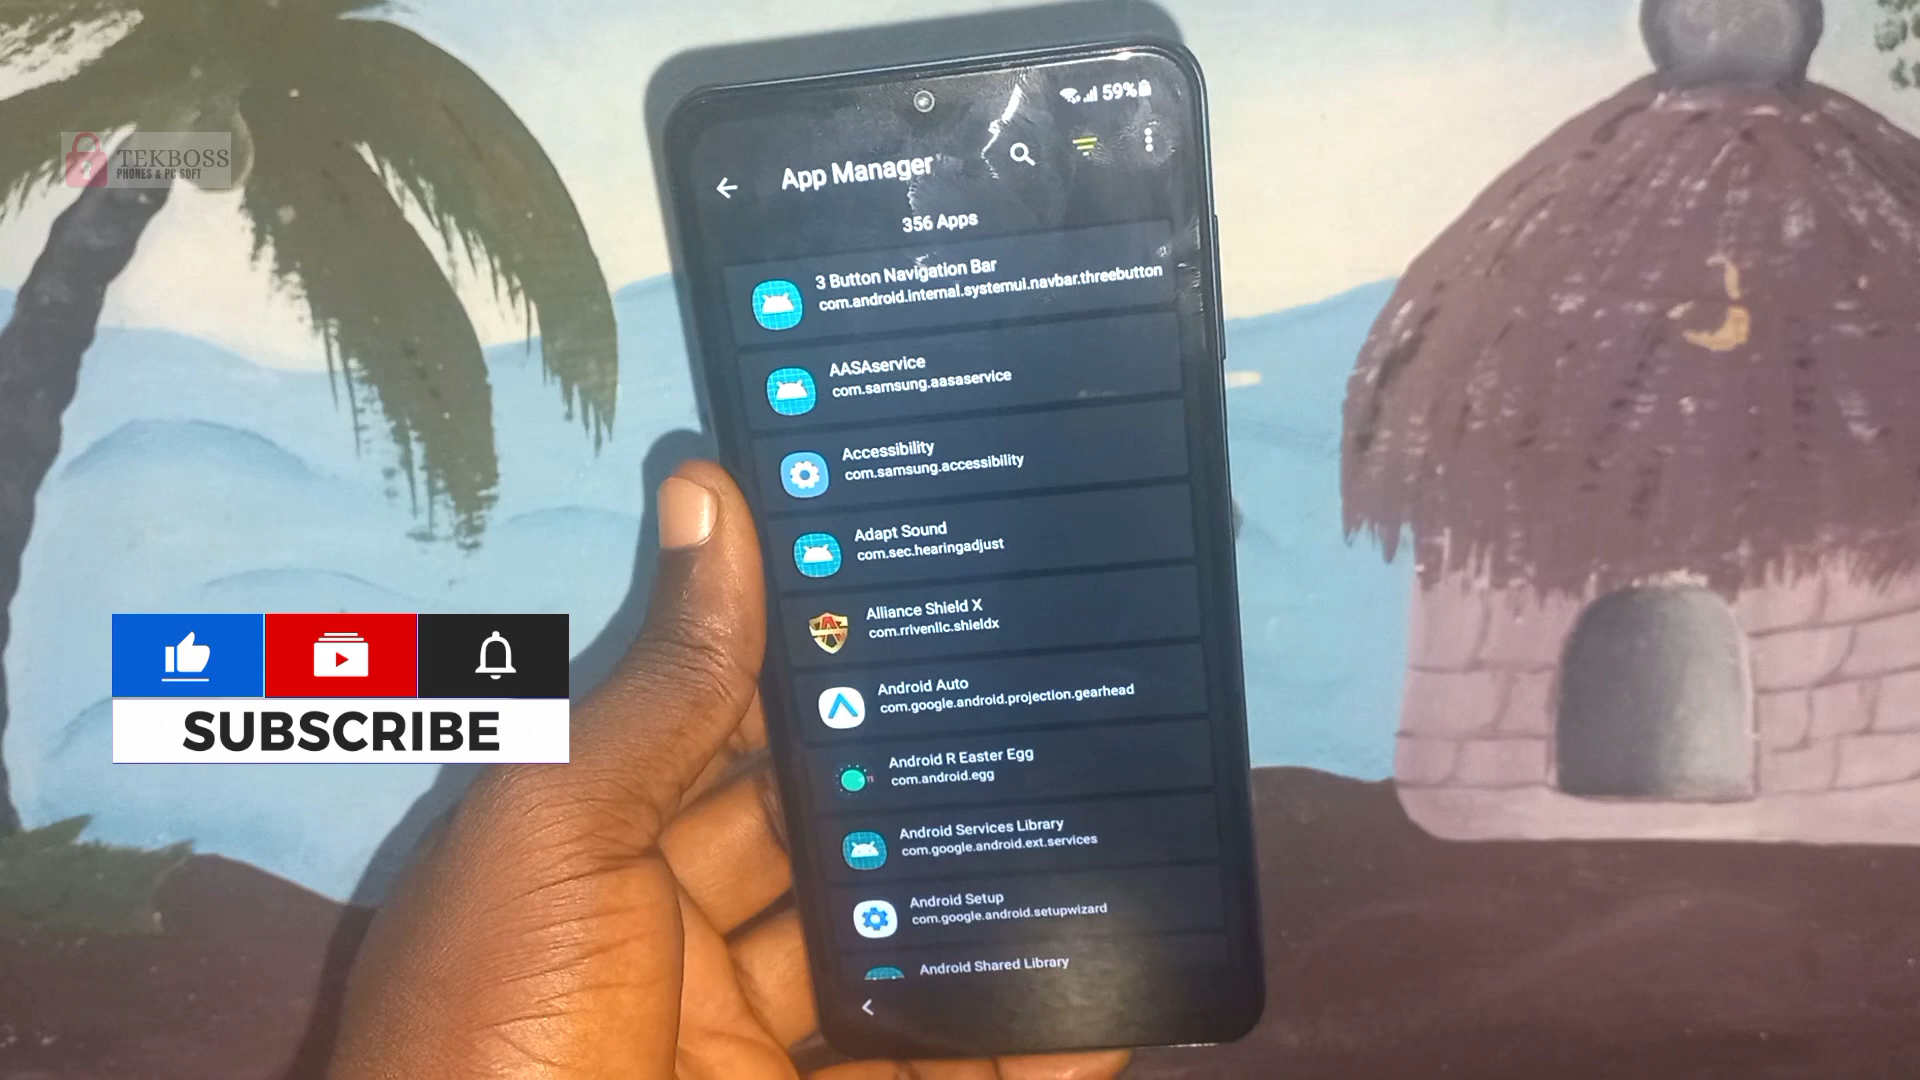 TEKBOSS
PHONES & PC SOFT
59%
App Manager
356 Apps
3 Button Navigation Bar
com.android.internal.systemui.navbar.threebutton
AASAservice
com.samsung.aasaservice
Accessibility
com.samsung.accessibility
Adapt Sound
com.sec.hearingadjust
Alliance Shield X
com.rrivenllc.shieldx
Android Auto
com.google.android.projection.gearhead
Android R Easter Egg
com.android.egg
Android Services Library
com.google.android.ext.services
Android Setup
com.google.android.setupwizard
Android Shared Library
SUBSCRIBE